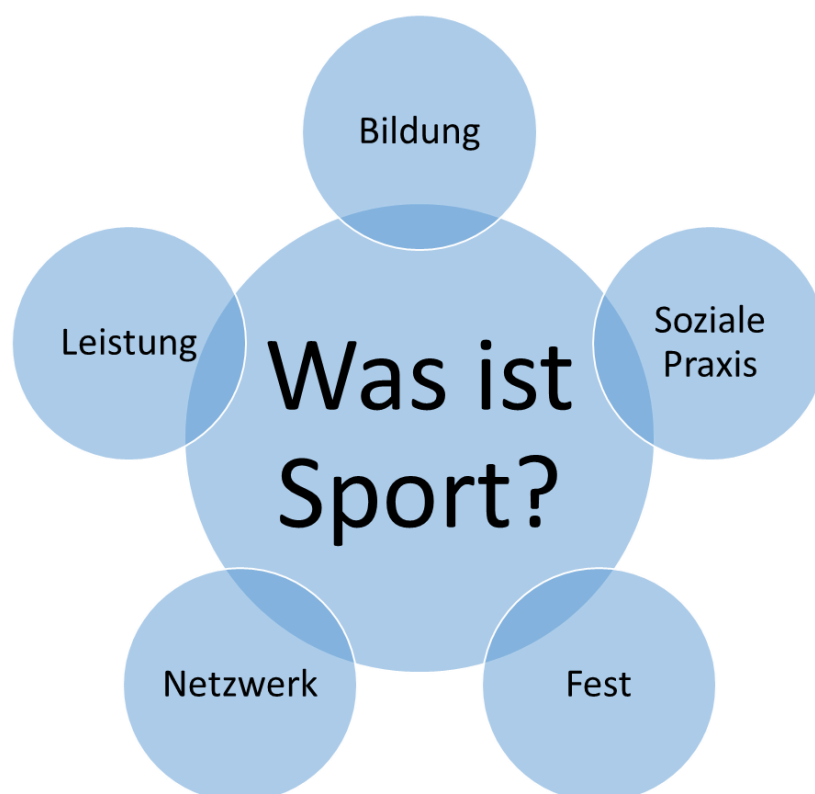 Bildung
Leistung
Soziale
Praxis
Was ist
Sport?
Netzwerk
Fest